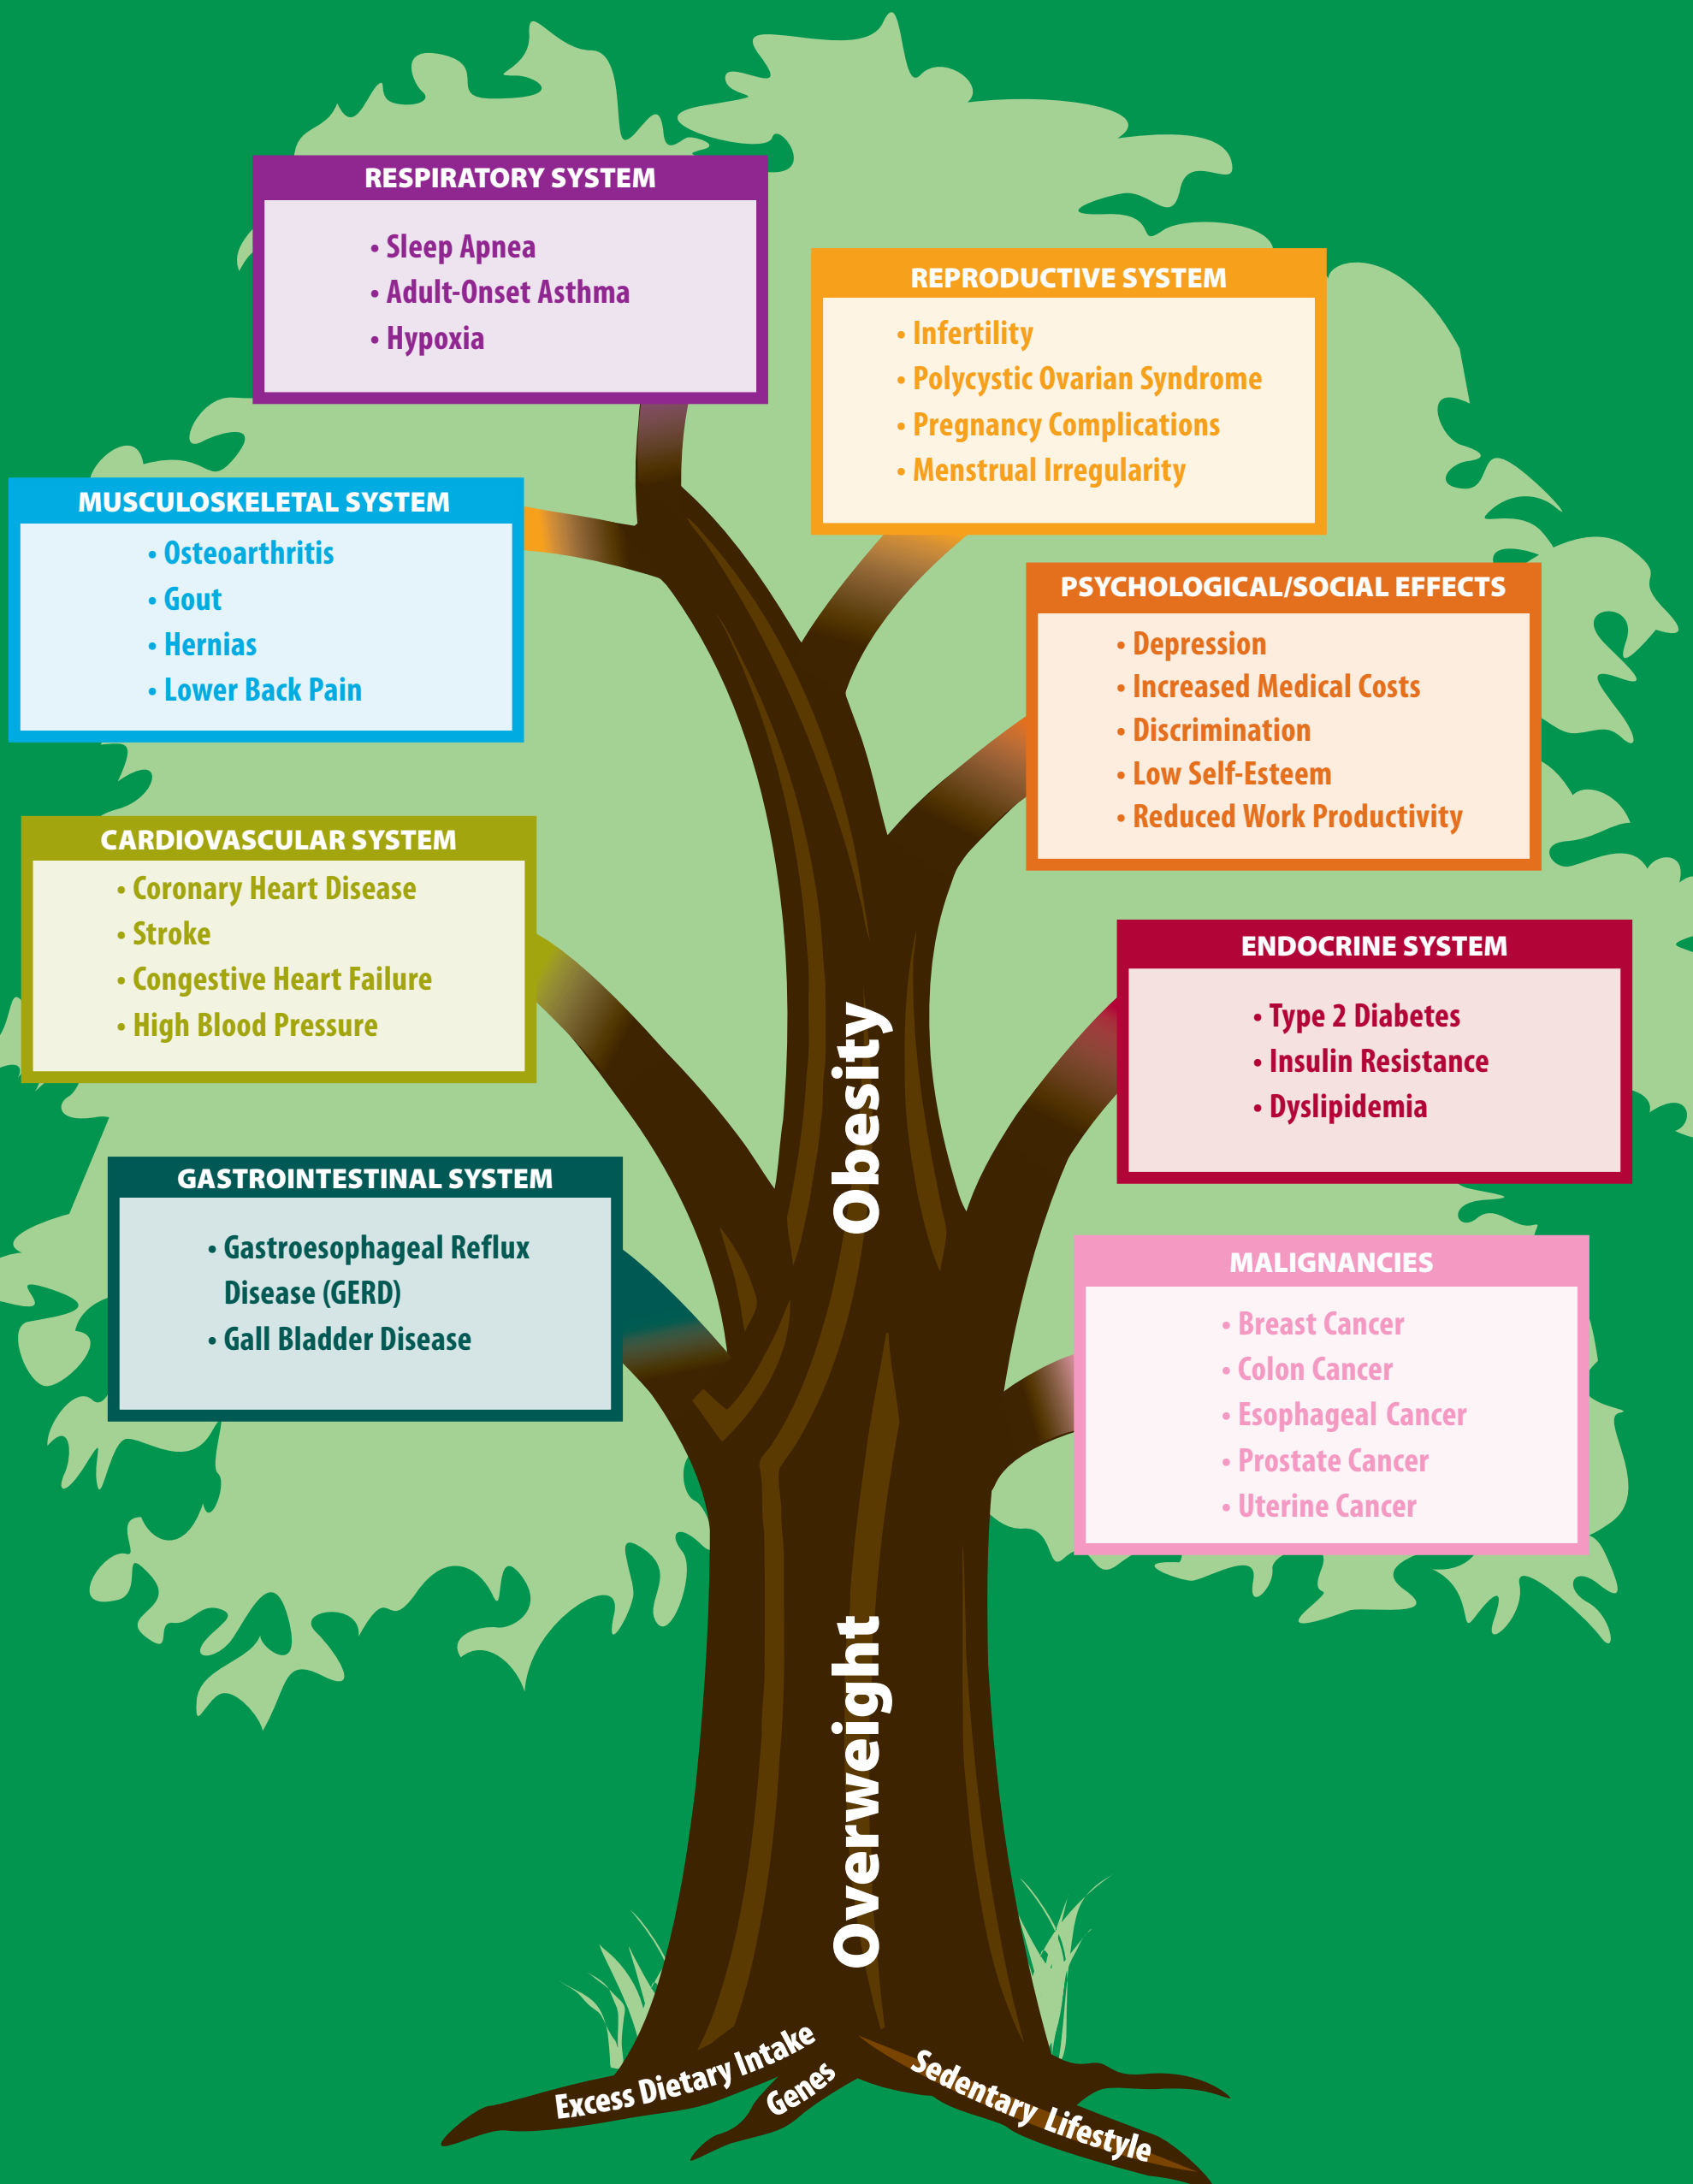 RESPIRATORY SYSTEM
• Sleep Apnea
• Adult-Onset Asthma
• Hypoxia
REPRODUCTIVE SYSTEM
• Infertility
• Polycystic Ovarian Syndrome
• Pregnancy Complications
• Menstrual Irregularity
MUSCULOSKELETAL SYSTEM
• Osteoarthritis
• Gout
• Hernias
• Lower Back Pain
PSYCHOLOGICAL/SOCIAL EFFECTS
• Depression
• Increased Medical Costs
• Discrimination
• Low Self-Esteem
• Reduced Work Productivity
CARDIOVASCULAR SYSTEM
• Coronary Heart Disease
• Stroke
• Congestive Heart Failure
• High Blood Pressure
ENDOCRINE SYSTEM
• Type 2 Diabetes
• Insulin Resistance
• Dyslipidemia
GASTROINTESTINAL SYSTEM
• Gastroesophageal Reflux
Disease (GERD)
• Gall Bladder Disease
MALIGNANCIES
• Breast Cancer
• Colon Cancer
• Esophageal Cancer
• Prostate Cancer
• Uterine Cancer
Obesity
Overweight
Excess Dietary Intake
Genes
Sedentary Lifestyle